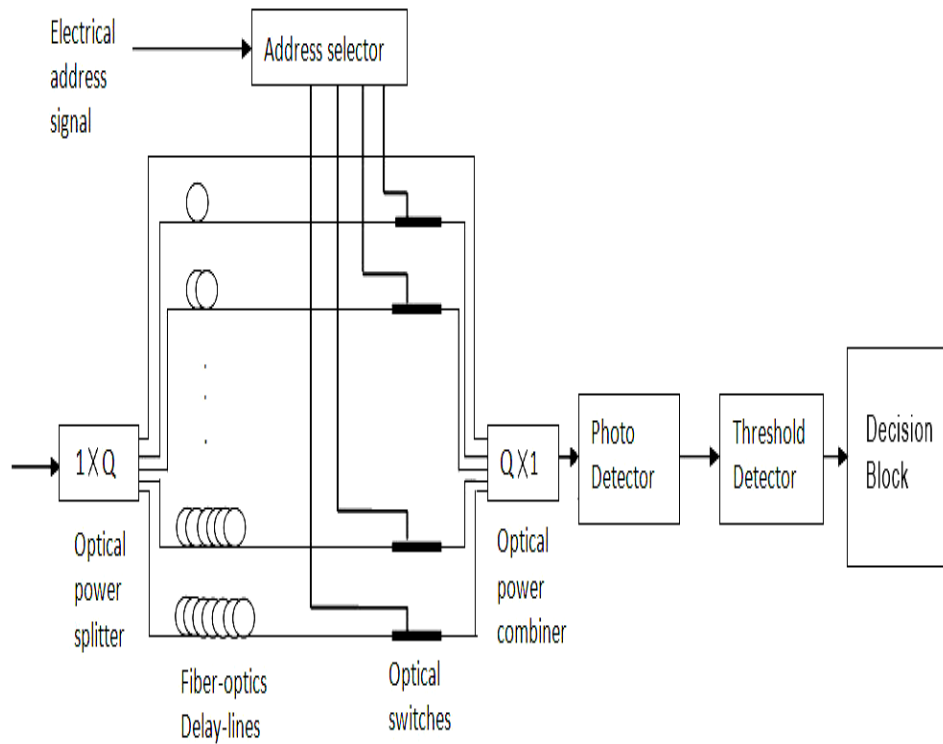 Electrical
address
signal
Address selector
1 X Q
Optical
power
splitter
Fiber-optics
Delay-lines
Optical
switches
Q X 1
Optical
power
combiner
Photo
Detector
Threshold
Detector
Decision
Block